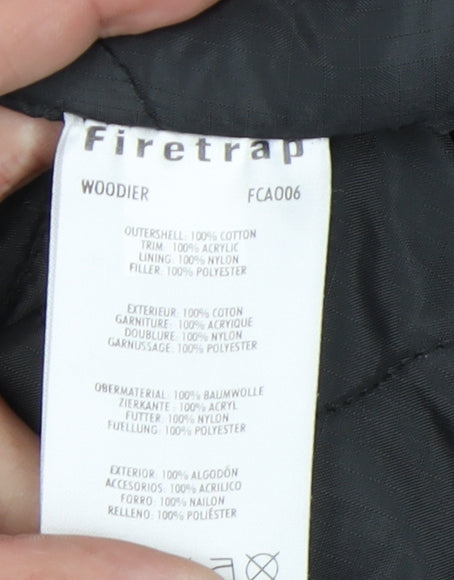 Firetrap
WOODIER FCA006
OUTERSHELL: 100% COTTON
TRIM: 100% ACRYLIC
LINING: 100% NYLON
FILLER: 100% POLYESTER
EXTERIEUR: 100% COTON
GARNITURE: 100% ACRYIQUE
DOUBLURE: 100% NYLON
GARNUSSAGE: 100% POLYESTER
OBERMATERIAL: 100% BAUMWOLLE
ZIERKANTE: 100% ACRYL
FUTTER: 100% NYLON
FUELLUNG: 100% POLYESTER
EXTERIOR: 100% ALGODÓN
ACCESORIOS: 100% ACRILICO
FORRO: 100% NAILON
RELLENO: 100% POLIÉSTER